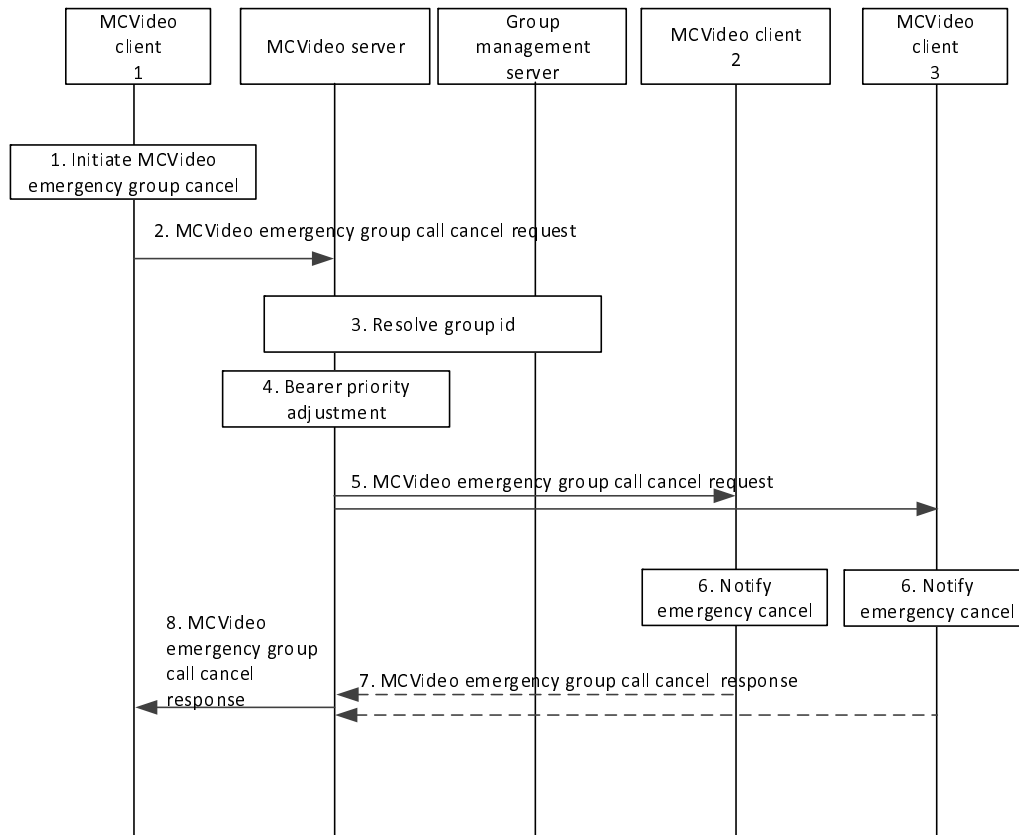 MCVideo
client
1
MCVideo server
Group
management
server
MCVideo client
2
MCVideo
client
3
1. Initiate MCVideo
emergency group cancel
2. MCVideo emergency group call cancel request
3. Resolve group id
4. Bearer priority
adjustment
5. MCVideo emergency group call cancel request
6. Notify
emergency cancel
6. Notify
emergency cancel
8. MCVideo
emergency group
call cancel
response
7. MCVideo emergency group call cancel response